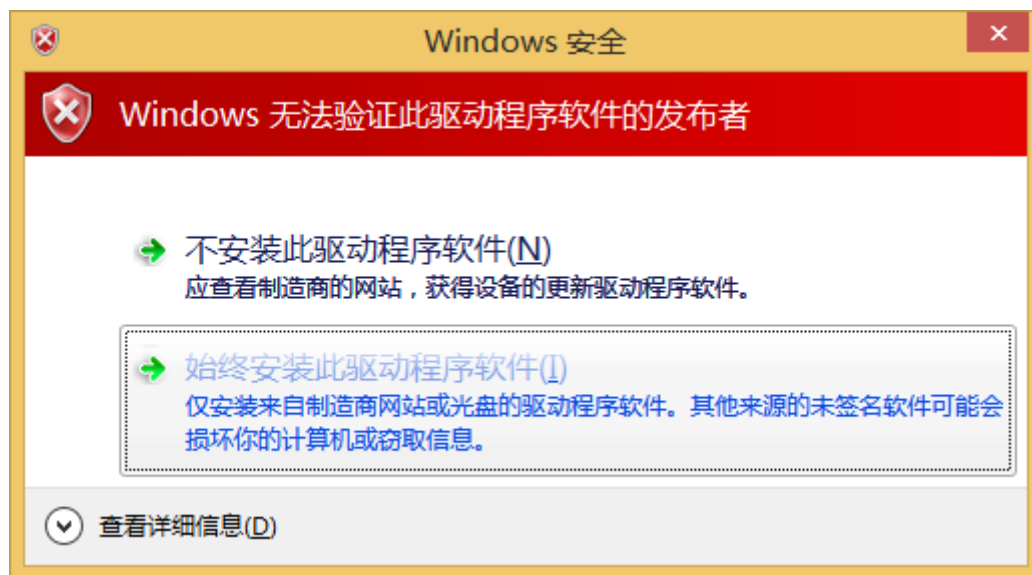 Windows 安全
Windows 无法验证此驱动程序软件的发布者
不安装此驱动程序软件(N)
应查看制造商的网站，获得设备的更新驱动程序软件。
始终安装此驱动程序软件(I)
仅安装来自制造商网站或光盘的驱动程序软件。其他来源的未签名软件可能会
损坏你的计算机或窃取信息。
查看详细信息(D)